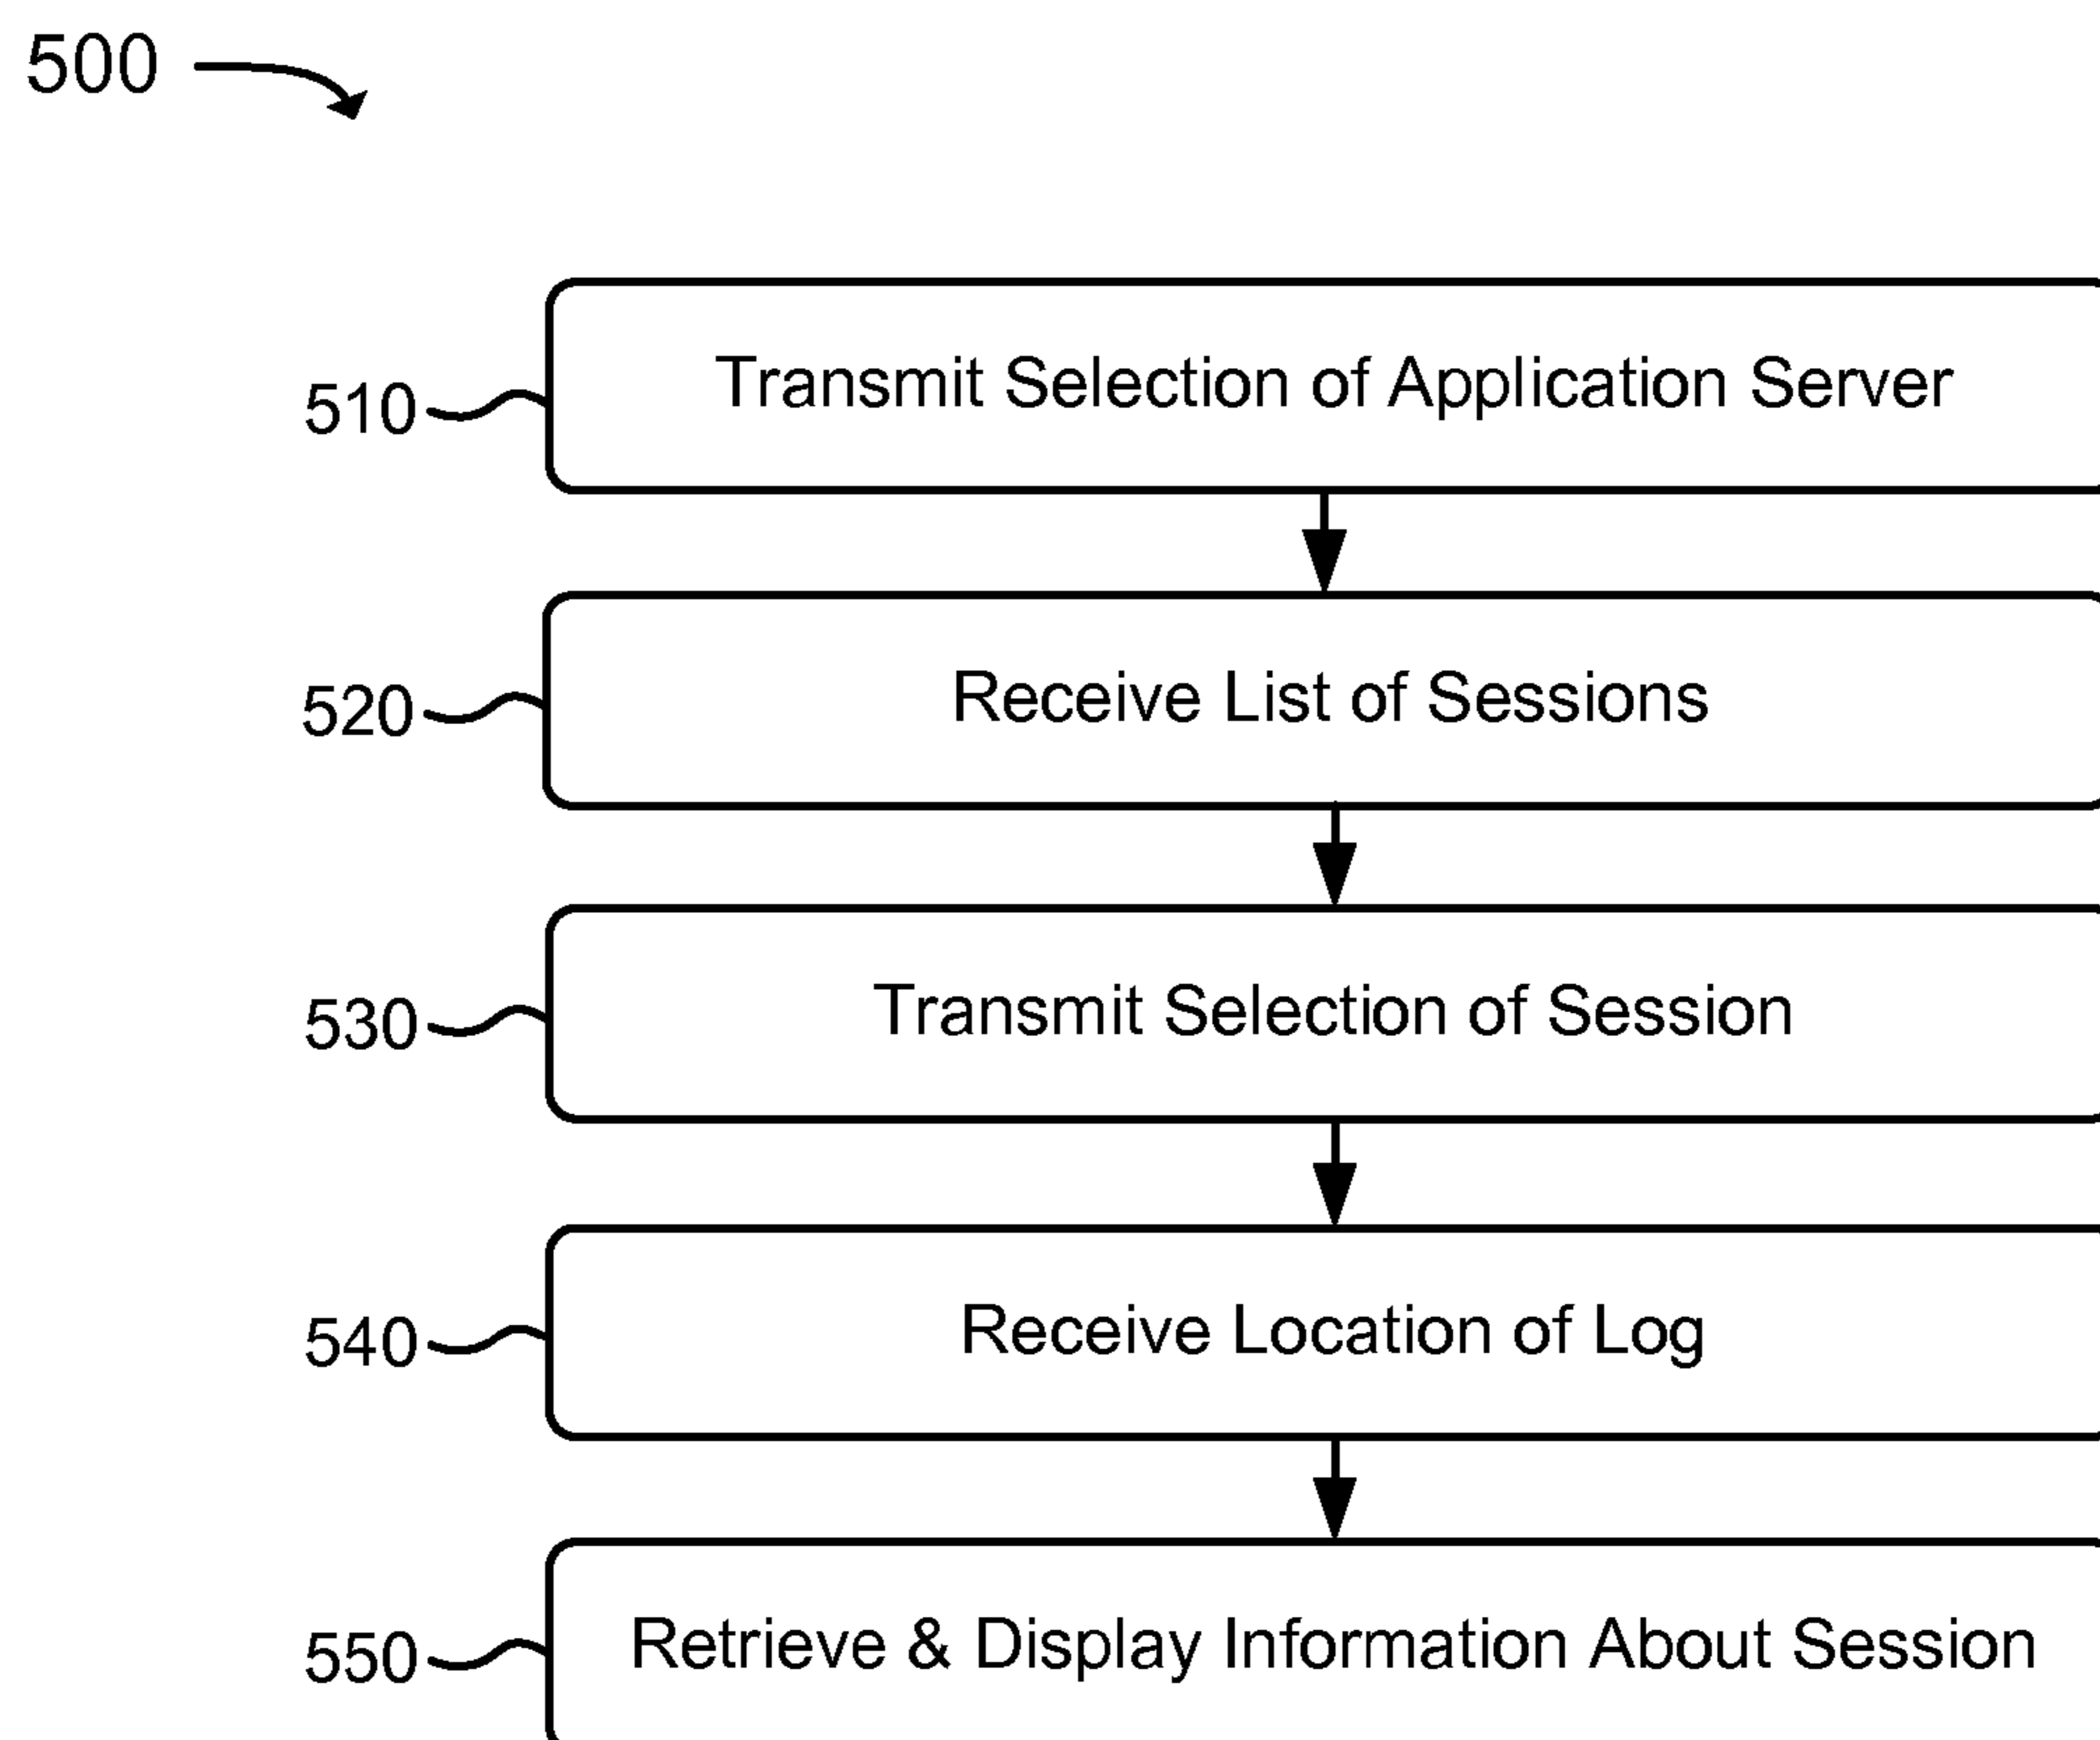 500
510
Transmit Selection of Application Server
520
Receive List of Sessions
530
Transmit Selection of Session
540
Receive Location of Log
550
Retrieve & Display Information About Session